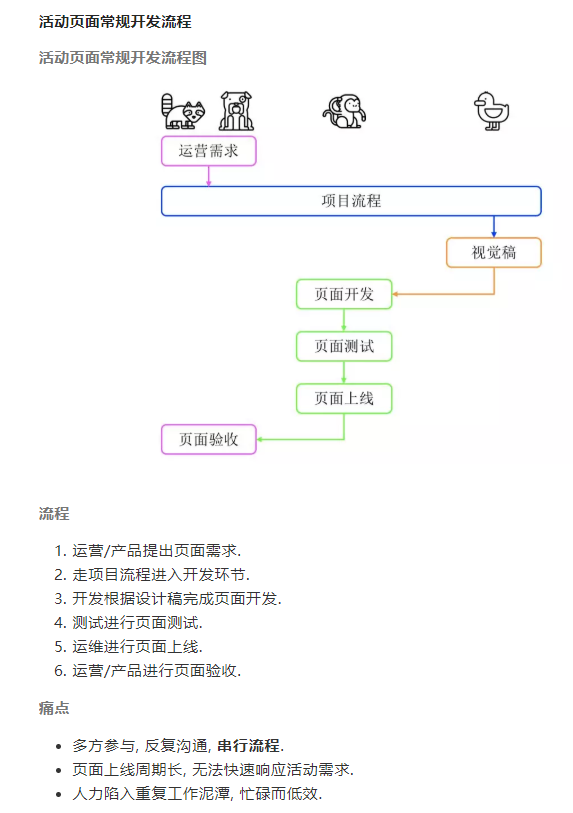 活动页面常规开发流程
活动页面常规开发流程图
运营需求
项目流程
视觉稿
页面开发
页面测试
页面上线
页面验收
流程
1. 运营/产品提出页面需求.
2. 走项目流程进入开发环节.
3. 开发根据设计稿完成页面开发.
4. 测试进行页面测试.
5. 运维进行页面上线.
6. 运营/产品进行页面验收.
痛点
• 多方参与, 反复沟通, 串行流程.
• 页面上线周期长, 无法快速响应活动需求.
• 人力陷入重复工作泥潭, 忙碌而低效.